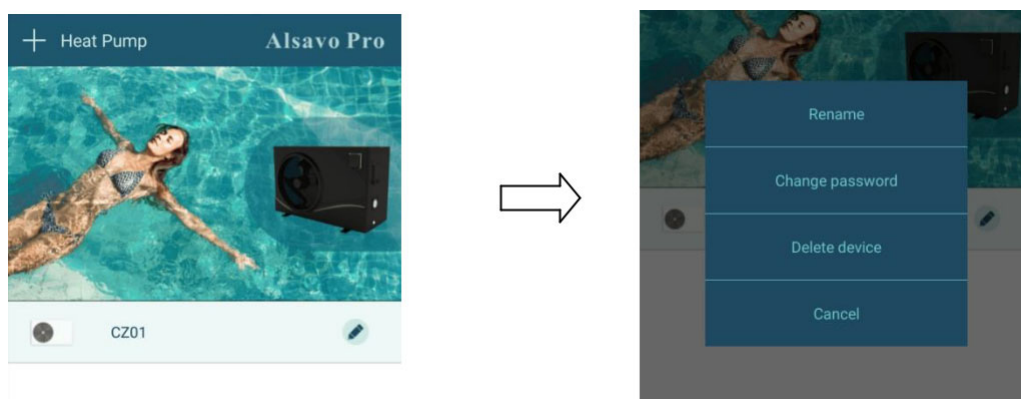 Heat Pump
Alsavo Pro
CZ01
Rename
Change password
Delete device
Cancel